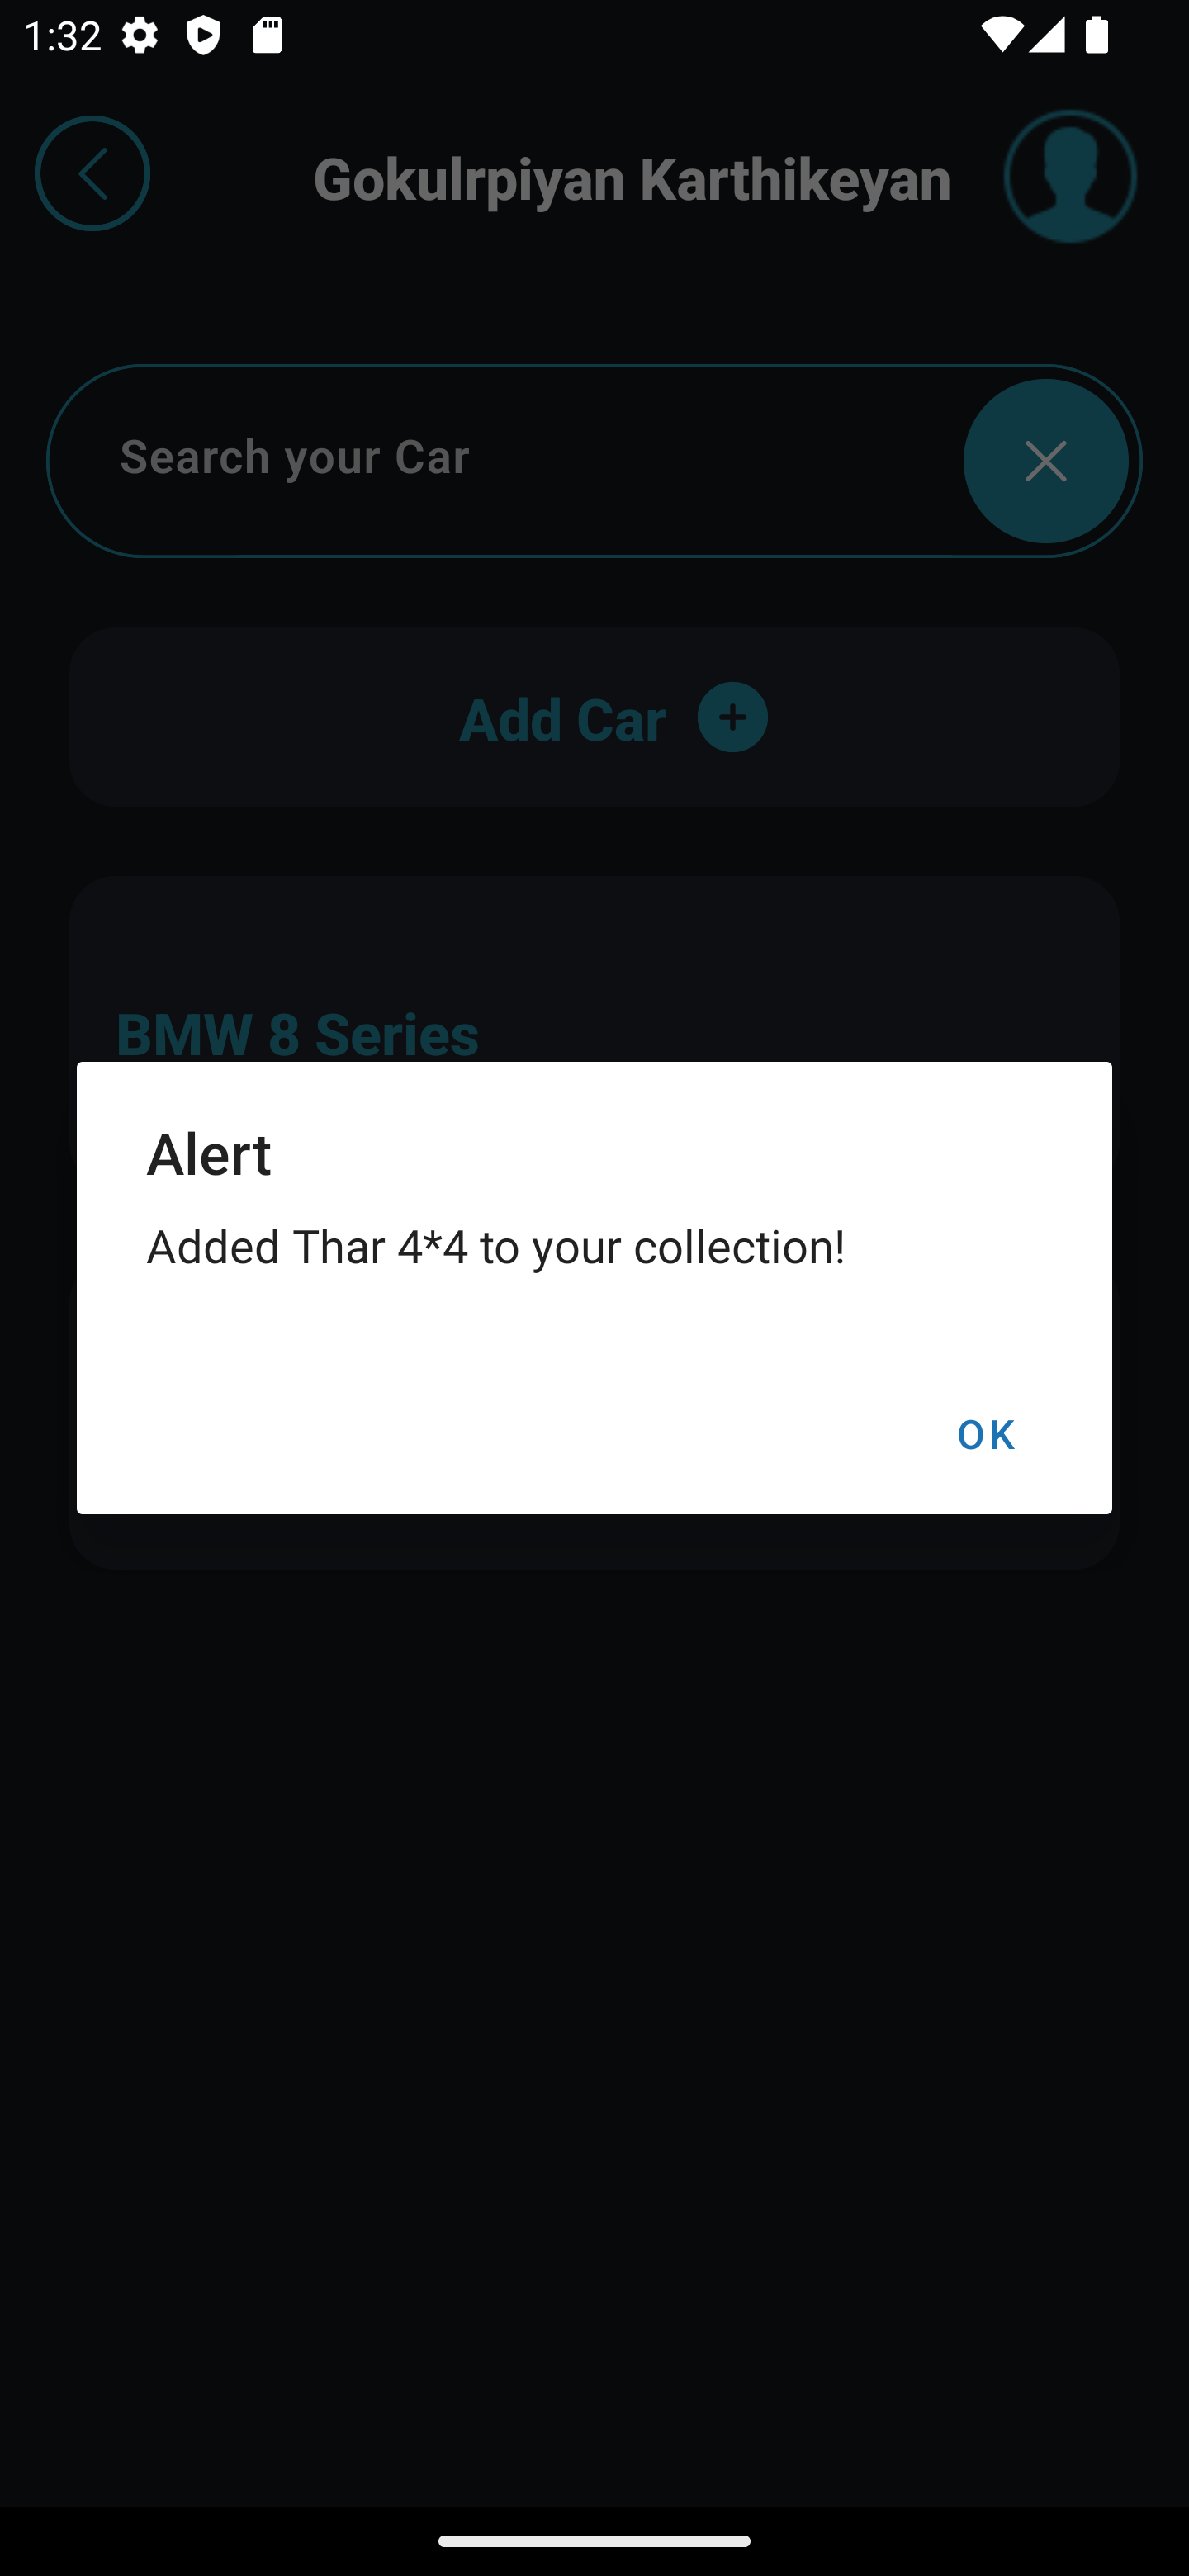 1:32
Gokulrpiyan Karthikeyan
Search your Car
Add Car
BMW 8 Series
Alert
Added Thar 4*4 to your collection!
OK